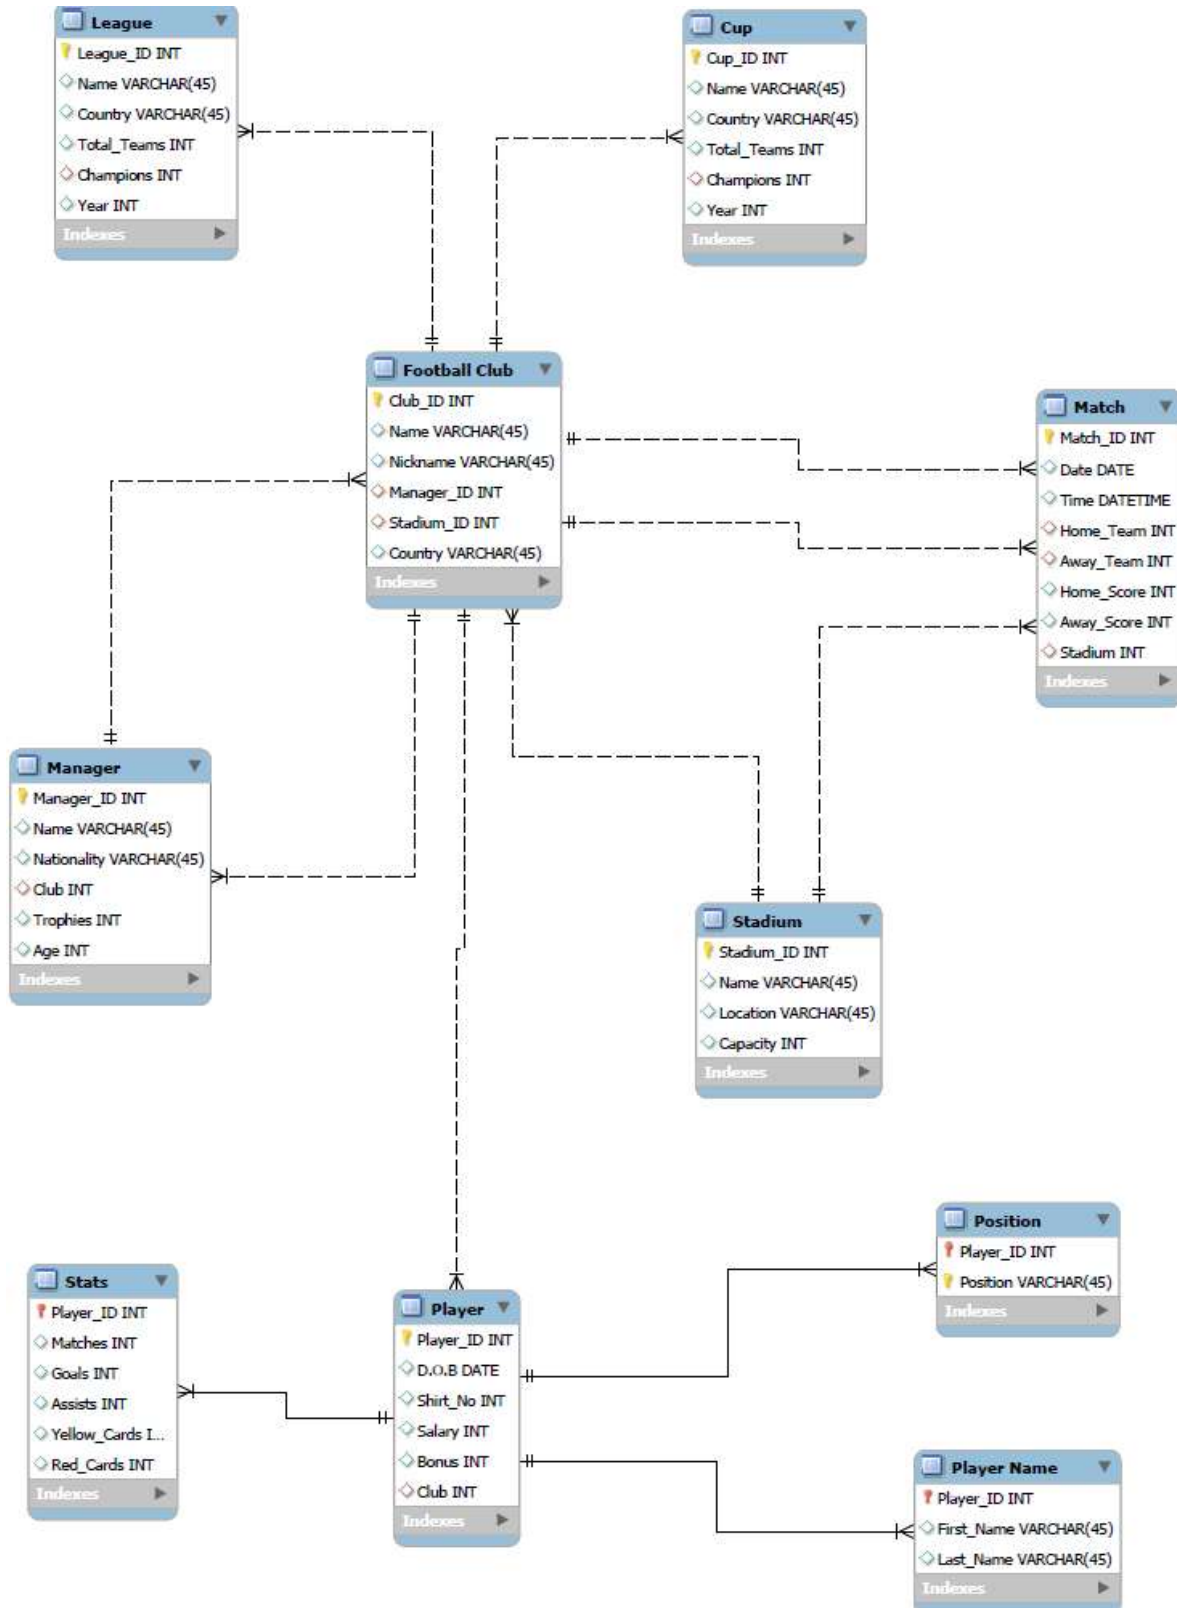 League
League_ID INT
Name VARCHAR(45)
Country VARCHAR(45)
Total_Teams INT
Champions INT
Year INT
Indexes
Cup
Cup_ID INT
Name VARCHAR(45)
Country VARCHAR(45)
Total_Teams INT
Champions INT
Year INT
Indexes
Football Club
Club_ID INT
Name VARCHAR(45)
Nickname VARCHAR(45)
Manager_ID INT
Stadium_ID INT
Country VARCHAR(45)
Indexes
Match
Match_ID INT
Date DATE
Time DATETIME
Home_Team INT
Away_Team INT
Home_Score INT
Away_Score INT
Stadium INT
Indexes
Manager
Manager_ID INT
Name VARCHAR(45)
Nationality VARCHAR(45)
Club INT
Trophies INT
Age INT
Indexes
Stadium
Stadium_ID INT
Name VARCHAR(45)
Location VARCHAR(45)
Capacity INT
Indexes
Position
Player_ID INT
Position VARCHAR(45)
Indexes
Stats
Player_ID INT
Matches INT
Goals INT
Assists INT
Yellow_Cards I...
Red_Cards INT
Indexes
Player
Player_ID INT
D.O.B DATE
Shirt_No INT
Salary INT
Bonus INT
Club INT
Indexes
Player Name
Player_ID INT
First_Name VARCHAR(45)
Last_Name VARCHAR(45)
Indexes